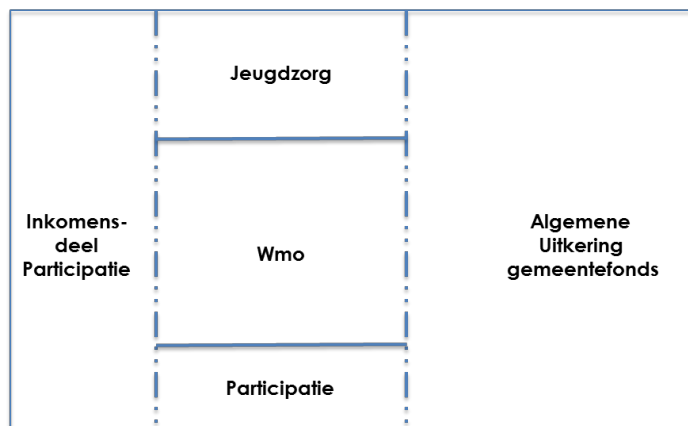 Jeugdzorg
Inkomens-
deel
Participatie
Wmo
Algemene
Uitkering
gemeentefonds
Participatie